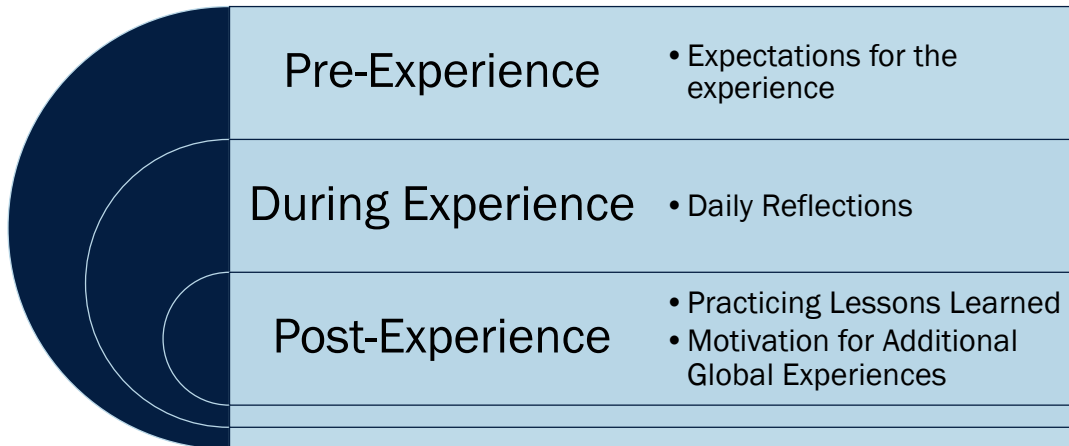 Pre-Experience
• Expectations for the
experience
During Experience
• Daily Reflections
Post-Experience
• Practicing Lessons Learned
• Motivation for Additional
Global Experiences